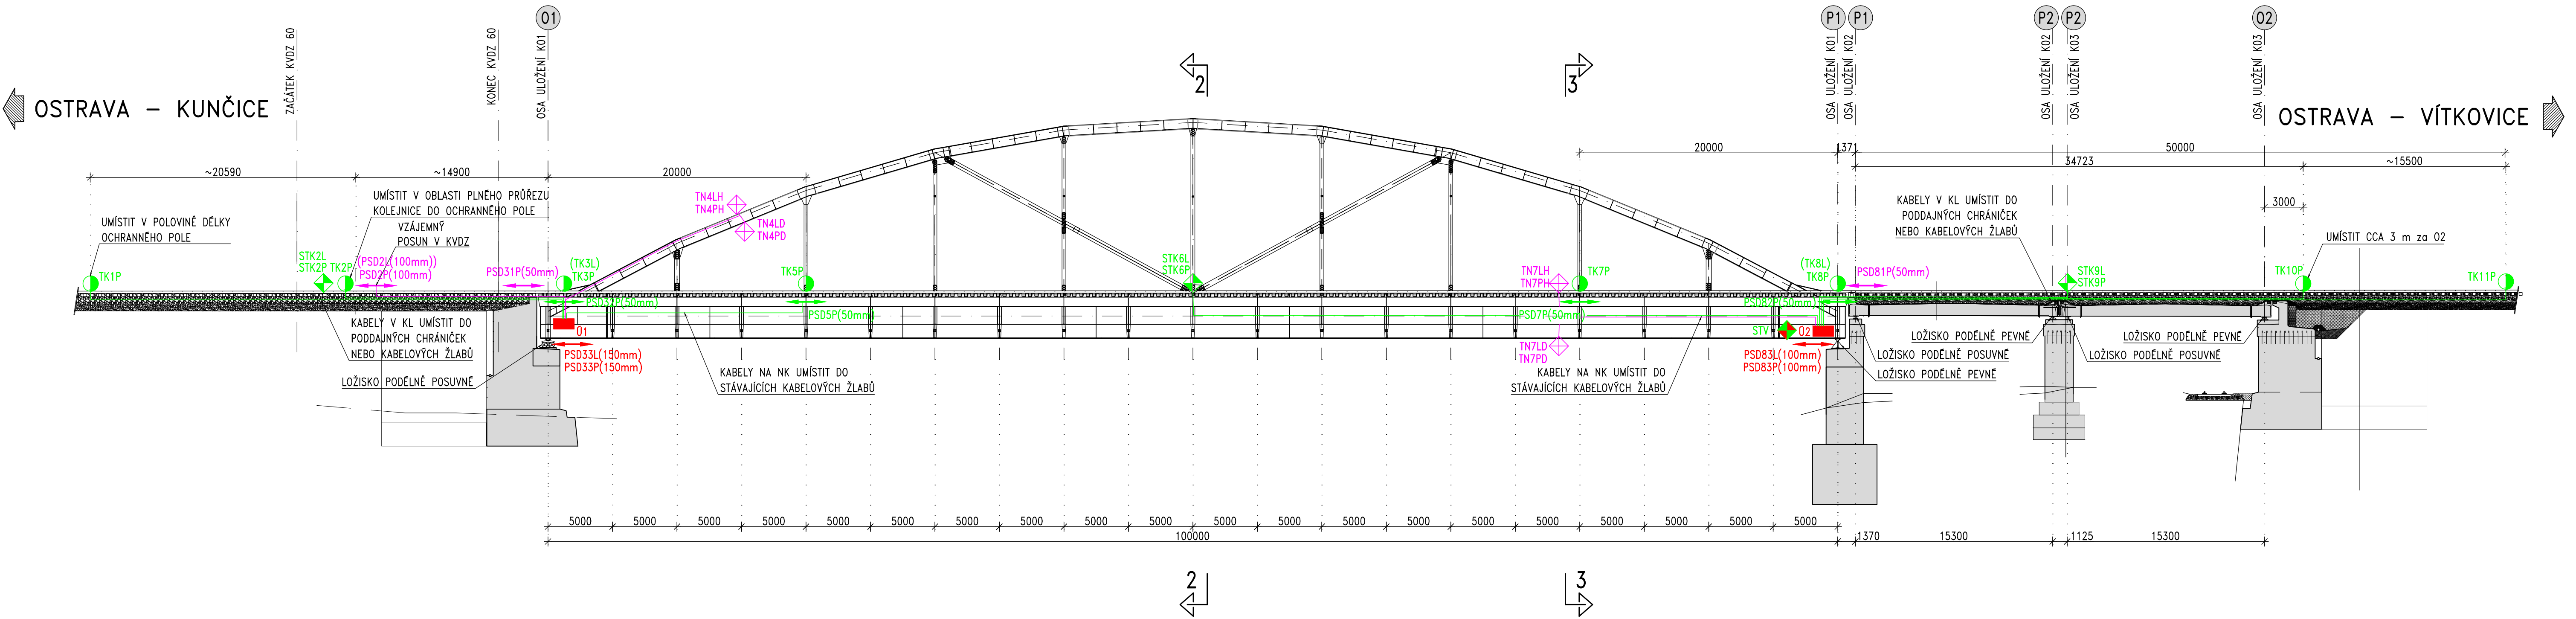 O1
P1
P1
P2
P2
O2
ZAČÁTEK KVDZ 60
KONEC KVDZ 60
OSA ULOŽENÍ K01
OSA ULOŽENÍ K01
OSA ULOŽENÍ K02
OSA ULOŽENÍ K02
OSA ULOŽENÍ K03
OSA ULOŽENÍ K03
OSTRAVA – KUNČICE
OSTRAVA – VÍTKOVICE
2
3
~20590
~14900
20000
20000
1371
50000
34723
~15500
3000
UMÍSTIT V POLOVINĚ DÉLKY
OCHRANNÉHO POLE
UMÍSTIT V OBLASTI PLNÉHO PRŮŘEZU
KOLEJNICE DO OCHRANNÉHO POLE
VZÁJEMNÝ
POSUN V KVDZ
TN4LH
TN4PH
TN4LD
TN4PD
KABELY V KL UMÍSTIT DO
PODDAJNÝCH CHRÁNIČEK
NEBO KABELOVÝCH ŽLABŮ
UMÍSTIT CCA 3 m za O2
TK1P
STK2L
STK2P
TK2P
(PSD2L(100mm))
PSD2P(100mm)
PSD31P(50mm)
(TK3L)
TK3P
TK5P
STK6L
STK6P
TN7LH
TN7PH
TK7P
(TK8L)
TK8P
PSD81P(50mm)
STK9L
STK9P
TK10P
TK11P
PSD32P(50mm)
PSD5P(50mm)
PSD7P(50mm)
PSD82P(50mm)
O1
STV
O2
KABELY V KL UMÍSTIT DO
PODDAJNÝCH CHRÁNIČEK
NEBO KABELOVÝCH ŽLABŮ
PSD33L(150mm)
PSD33P(150mm)
TN7LD
TN7PD
PSD83L(100mm)
PSD83P(100mm)
LOŽISKO PODÉLNĚ POSUVNÉ
KABELY NA NK UMÍSTIT DO
STÁVAJÍCÍCH KABELOVÝCH ŽLABŮ
KABELY NA NK UMÍSTIT DO
STÁVAJÍCÍCH KABELOVÝCH ŽLABŮ
LOŽISKO PODÉLNĚ PEVNÉ
LOŽISKO PODÉLNĚ POSUVNÉ
LOŽISKO PODÉLNĚ PEVNÉ
LOŽISKO PODÉLNĚ PEVNÉ
LOŽISKO PODÉLNĚ POSUVNÉ
5000 5000 5000 5000 5000 5000 5000 5000 5000 5000 5000 5000 5000 5000 5000 5000 5000 5000 5000 5000
100000
1370
15300
1125
15300
2
3